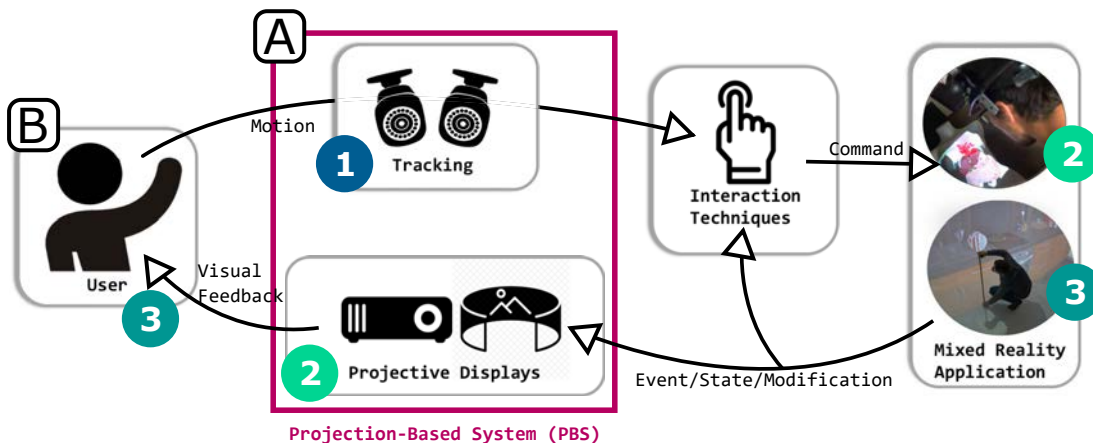 A
B
Motion
1
Tracking
Interaction
Techniques
Command
2
User
3
Visual
Feedback
2
Projective Displays
Event/State/Modification
3
Mixed Reality
Application
Projection-Based System (PBS)